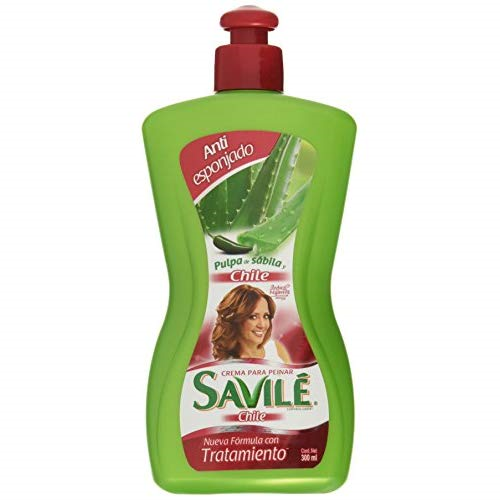 Anti
esponjado
Pulpa de sábila y
Chile
CREMA PARA PEINAR
SAVILÉ
Chile
Nueva Fórmula con
Tratamiento
Cont. Net.
300 ml